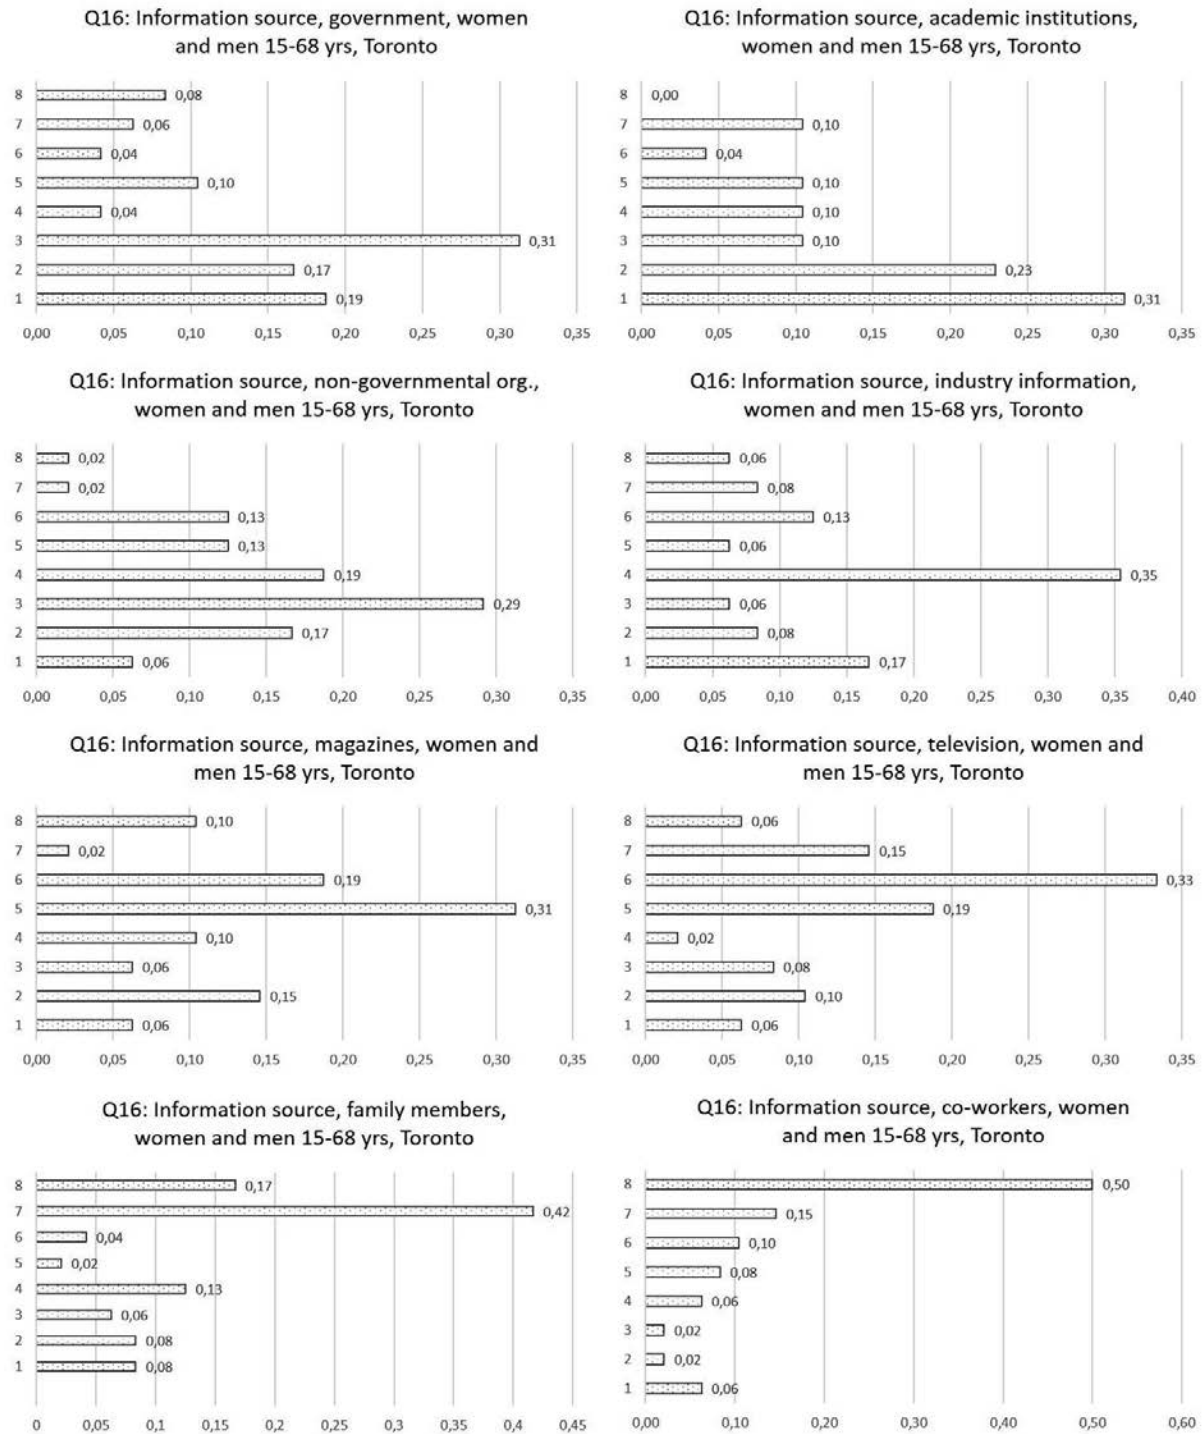 Q16: Information source, government, women
and men 15-68 yrs, Toronto
8 0,08
7 0,06
6 0,04
5 0,10
4 0,04
3 0,31
2 0,17
1 0,19
0,00 0,05 0,10 0,15 0,20 0,25 0,30 0,35
Q16: Information source, academic institutions,
women and men 15-68 yrs, Toronto
8 0,00
7 0,10
6 0,04
5 0,10
4 0,10
3 0,10
2 0,23
1 0,31
0,00 0,05 0,10 0,15 0,20 0,25 0,30 0,35
Q16: Information source, non-governmental org.,
women and men 15-68 yrs, Toronto
8 0,02
7 0,02
6 0,13
5 0,13
4 0,19
3 0,29
2 0,17
1 0,06
0,00 0,05 0,10 0,15 0,20 0,25 0,30 0,35
Q16: Information source, industry information,
women and men 15-68 yrs, Toronto
8 0,06
7 0,08
6 0,13
5 0,06
4 0,35
3 0,06
2 0,08
1 0,17
0,00 0,05 0,10 0,15 0,20 0,25 0,30 0,35 0,40
Q16: Information source, magazines, women and
men 15-68 yrs, Toronto
8 0,10
7 0,02
6 0,19
5 0,31
4 0,10
3 0,06
2 0,15
1 0,06
0,00 0,05 0,10 0,15 0,20 0,25 0,30 0,35
Q16: Information source, television, women and
men 15-68 yrs, Toronto
8 0,06
7 0,15
6 0,33
5 0,19
4 0,02
3 0,08
2 0,10
1 0,06
0,00 0,05 0,10 0,15 0,20 0,25 0,30 0,35
Q16: Information source, family members,
women and men 15-68 yrs, Toronto
8 0,17
7 0,42
6 0,04
5 0,02
4 0,13
3 0,06
2 0,08
1 0,08
0 0,05 0,1 0,15 0,2 0,25 0,3 0,35 0,4 0,45
Q16: Information source, co-workers, women
and men 15-68 yrs, Toronto
8 0,50
7 0,15
6 0,10
5 0,08
4 0,06
3 0,02
2 0,02
1 0,06
0,00 0,10 0,20 0,30 0,40 0,50 0,60